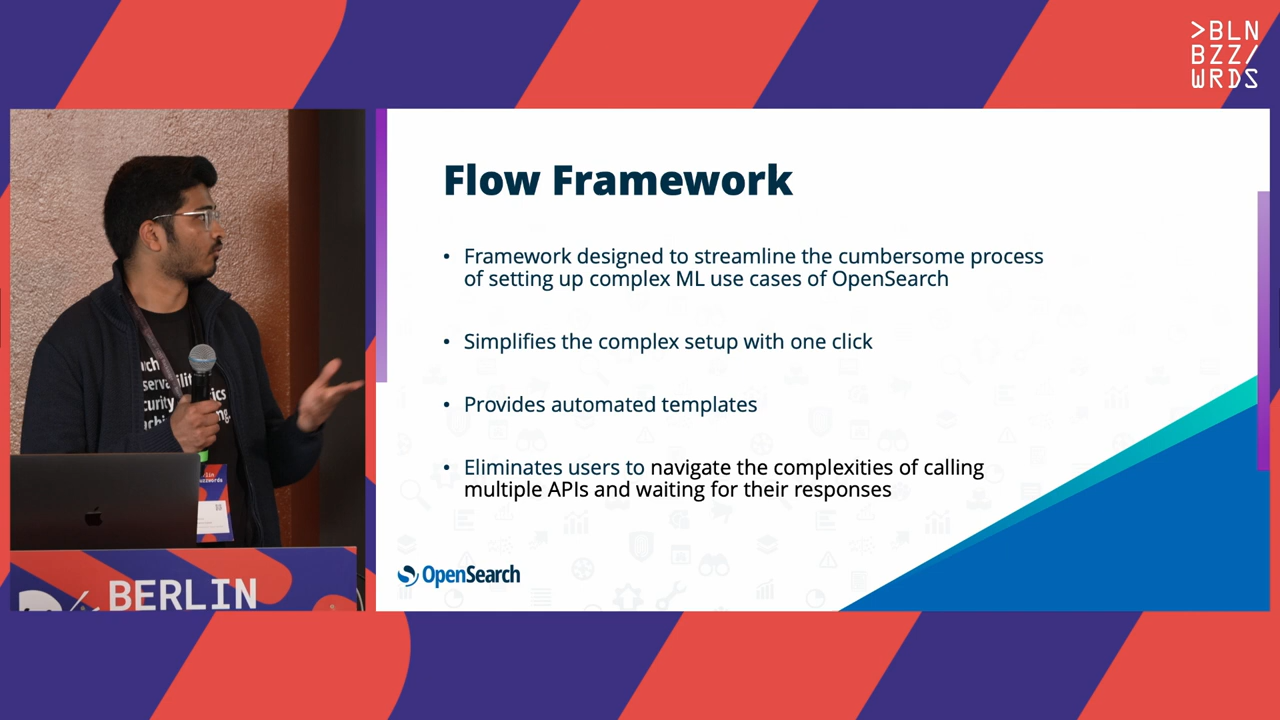 >BLN
BZZ/
WRDS
Flow Framework
• Framework designed to streamline the cumbersome process
of setting up complex ML use cases of OpenSearch
• Simplifies the complex setup with one click
• Provides automated templates
• Eliminates users to navigate the complexities of calling
multiple APIs and waiting for their responses
OpenSearch
BERLIN